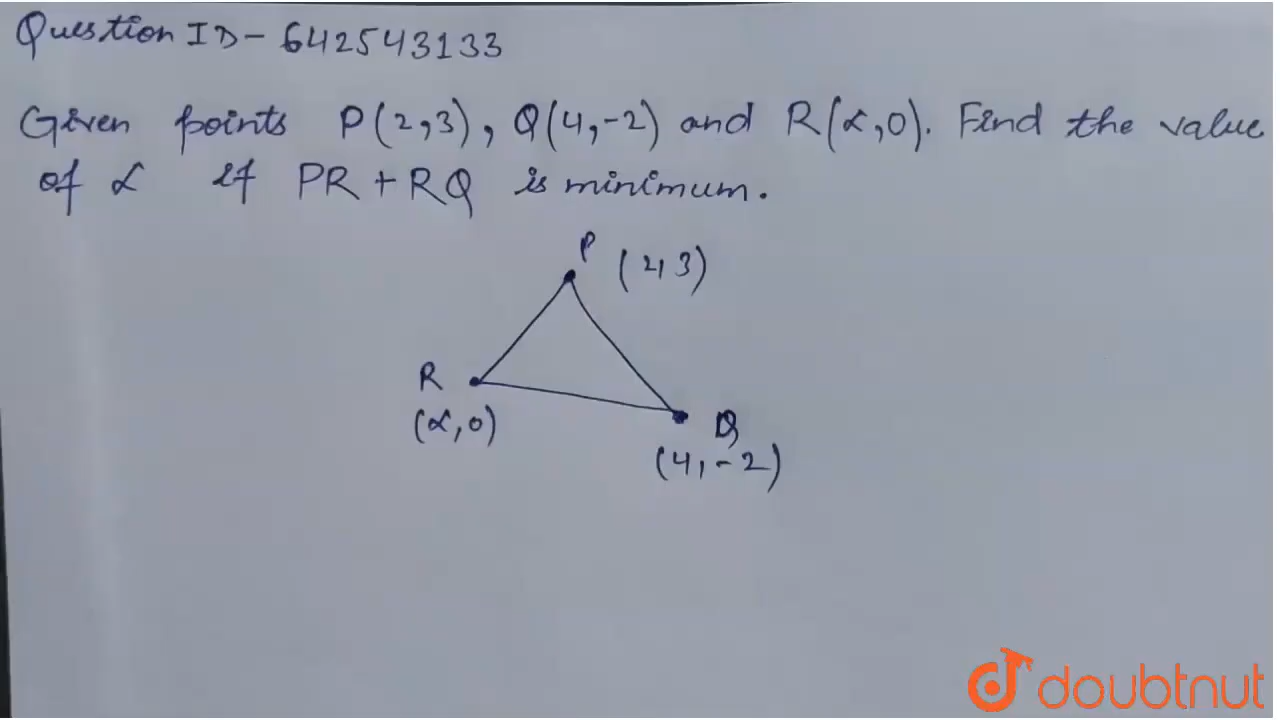 Question ID - 642543133
Given points P(2,3), Q(4,-2) and R(α,0). Find the value
of α if PR + RQ is minimum.
P (2,3)
R
(α,0)
Q
(4,-2)
doubtnut